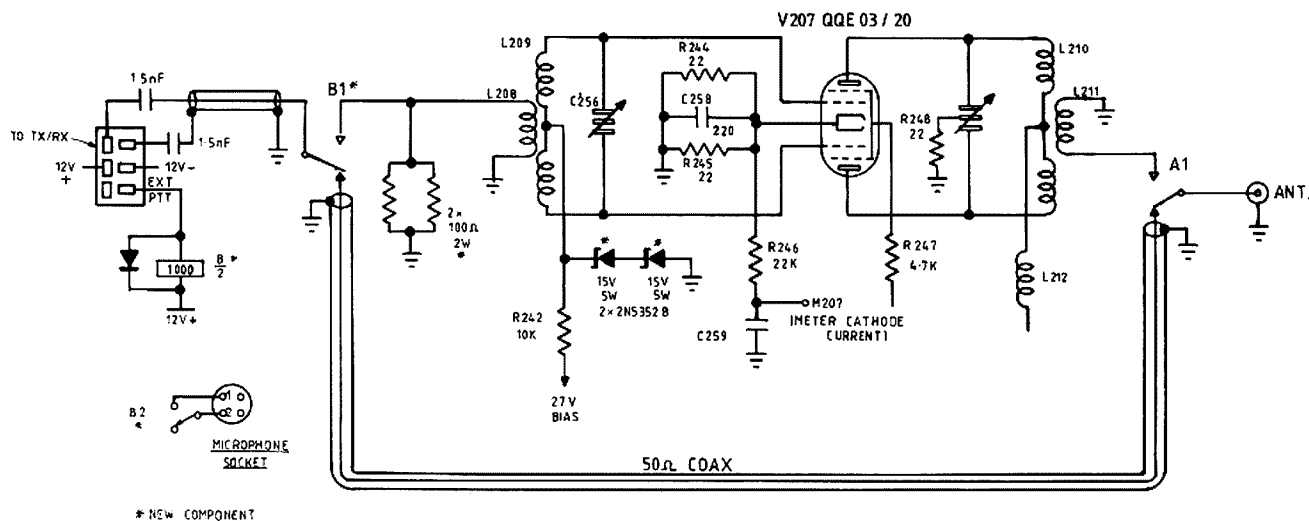 V207 QQE 03 / 20
L209
R244
22
L210
1·5nF
B1*
L208
C256
C258
220
R248
22
L211
TO TX/RX
1·5nF
12V
+
12V-
EXT
PTT
R245
22
A1
ANT.
2×
100Ω
2W
*
B *
2
1000
12V+
* *
15V
5W
15V
5W
2×2N5352B
R246
22K
R247
4·7K
L212
R242
10K
M207
(METER CATHODE
CURRENT)
C259
27V
BIAS
B2
*
1
2
MICROPHONE
SOCKET
50Ω COAX
* NEW COMPONENT